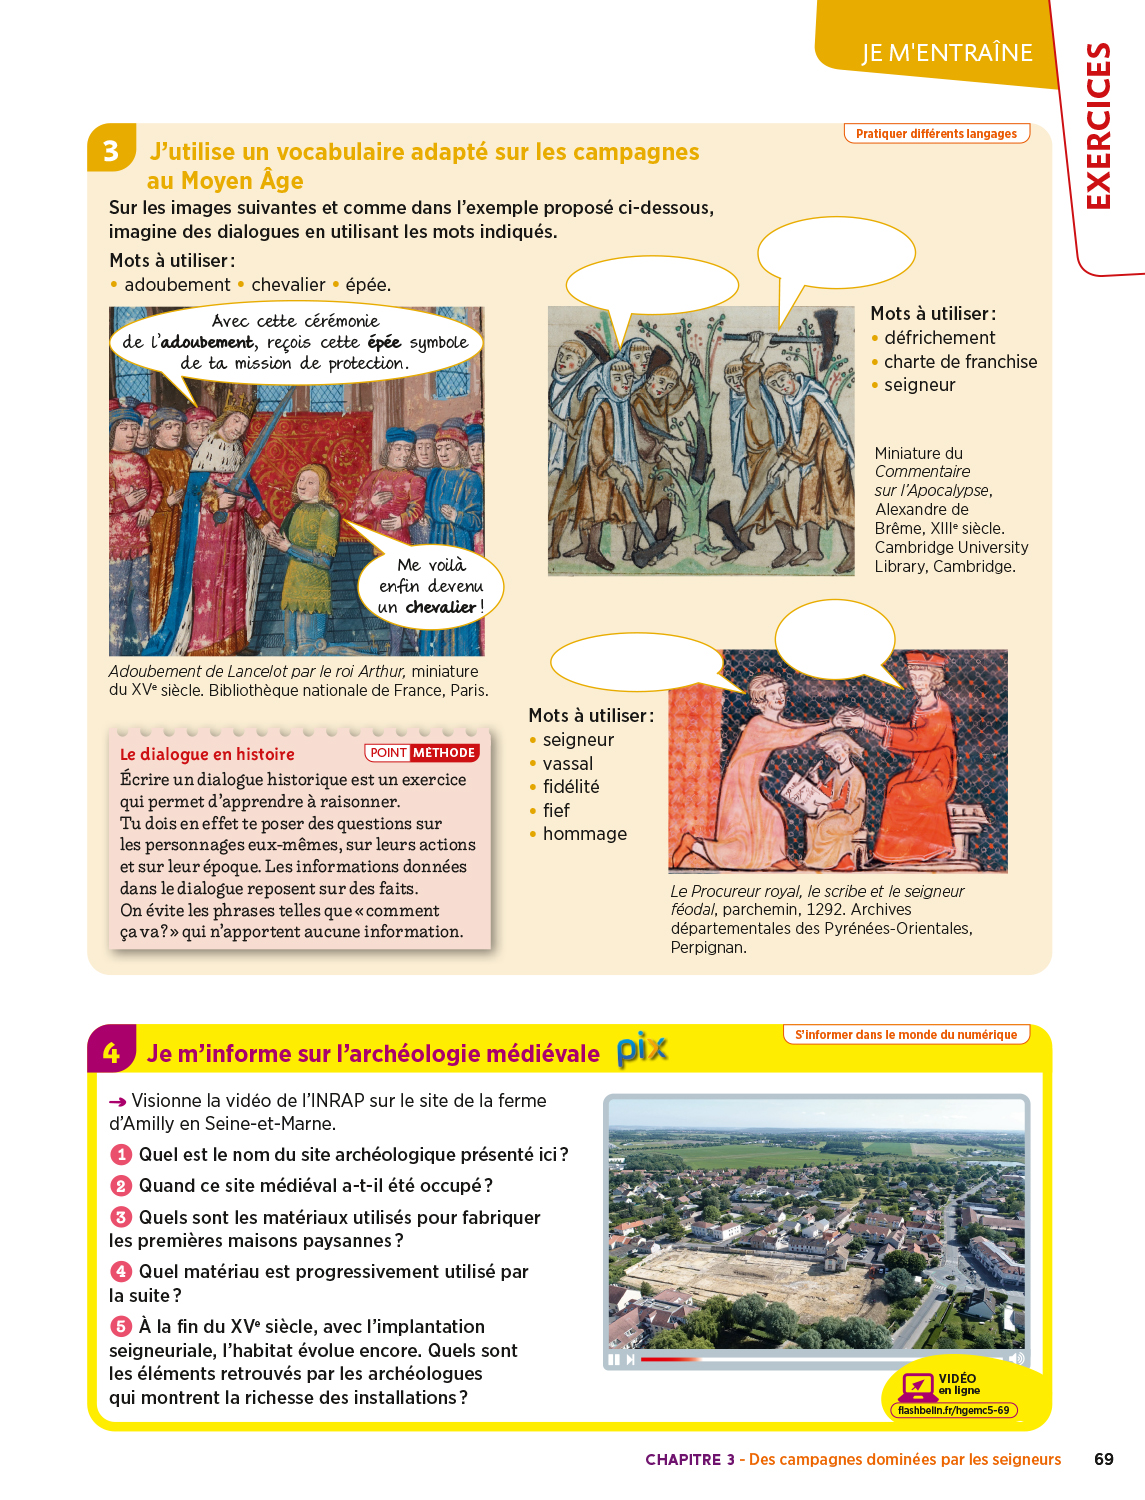 JE M'ENTRAÎNE
EXERCICES
3
J'utilise un vocabulaire adapté sur les campagnes
au Moyen Âge
Pratiquer différents langages
Sur les images suivantes et comme dans l'exemple proposé ci-dessous,
imagine des dialogues en utilisant les mots indiqués.
Mots à utiliser :
• adoubement • chevalier • épée.
Avec cette cérémonie
de l'adoubement, reçois cette épée symbole
de ta mission de protection.
Me voilà
enfin devenu
un chevalier !
Adoubement de Lancelot par le roi Arthur, miniature
du XVe siècle. Bibliothèque nationale de France, Paris.
Mots à utiliser :
• défrichement
• charte de franchise
• seigneur
Miniature du
Commentaire
sur l'Apocalypse,
Alexandre de
Brême, XIIIe siècle.
Cambridge University
Library, Cambridge.
Le dialogue en histoire
POINT MÉTHODE
Écrire un dialogue historique est un exercice
qui permet d'apprendre à raisonner.
Tu dois en effet te poser des questions sur
les personnages eux-mêmes, sur leurs actions
et sur leur époque. Les informations données
dans le dialogue reposent sur des faits.
On évite les phrases telles que « comment
ça va ? » qui n'apportent aucune information.
Mots à utiliser :
• seigneur
• vassal
• fidélité
• fief
• hommage
Le Procureur royal, le scribe et le seigneur
féodal, parchemin, 1292. Archives
départementales des Pyrénées-Orientales,
Perpignan.
4
Je m'informe sur l'archéologie médiévale
pix
S'informer dans le monde du numérique
→ Visionne la vidéo de l'INRAP sur le site de la ferme
d'Amilly en Seine-et-Marne.
1 Quel est le nom du site archéologique présenté ici ?
2 Quand ce site médiéval a-t-il été occupé ?
3 Quels sont les matériaux utilisés pour fabriquer
les premières maisons paysannes ?
4 Quel matériau est progressivement utilisé par
la suite ?
5 À la fin du XVe siècle, avec l'implantation
seigneuriale, l'habitat évolue encore. Quels sont
les éléments retrouvés par les archéologues
qui montrent la richesse des installations ?
VIDÉO
en ligne
flashbelin.fr/hgemc5-69
CHAPITRE 3 - Des campagnes dominées par les seigneurs
69